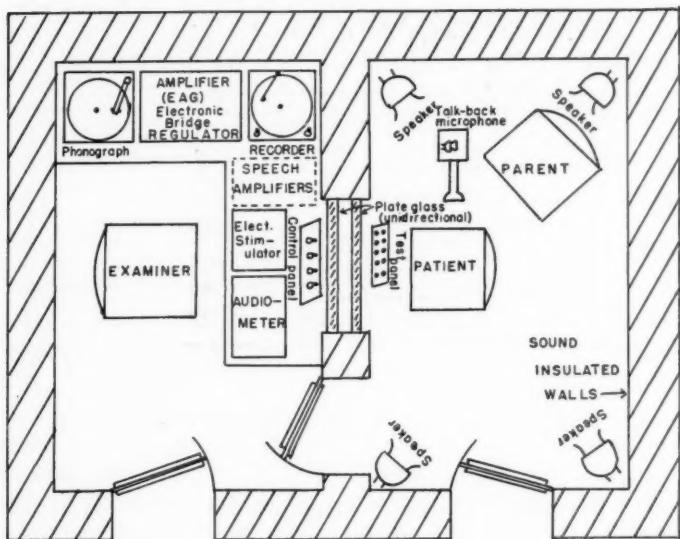 AMPLIFIER
(EAG)
Electronic
Bridge
REGULATOR
Phonograph
RECORDER
SPEECH
AMPLIFIERS
Elect.
Stim-
ulator
Control panel
AUDIO-
METER
EXAMINER
Speaker
Speaker
Talk-back
microphone
PARENT
Plate glass
(unidirectional)
Test panel
PATIENT
SOUND
INSULATED
WALLS
Speaker
Speaker